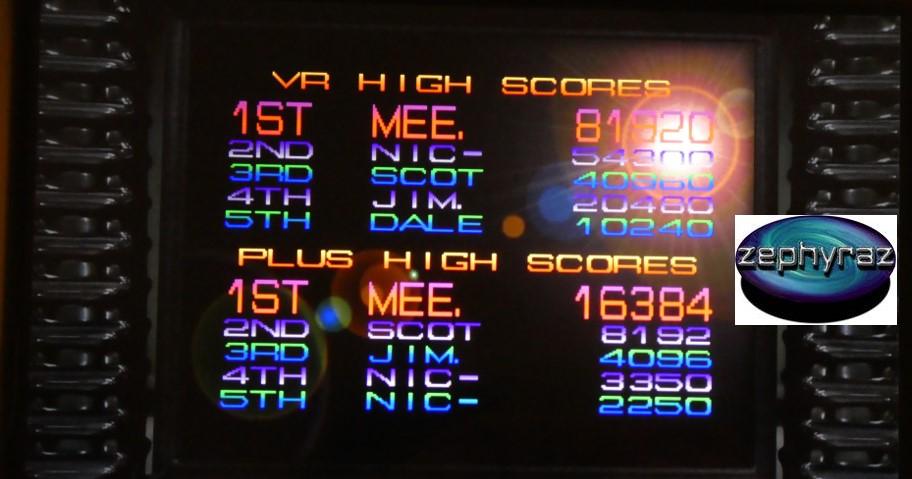 VR HIGH SCORES
1ST MEE. 81920
2ND NIC- 54300
3RD SCOT 40960
4TH JIM. 20480
5TH DALE 10240
PLUS HIGH SCORES
1ST MEE. 16384
2ND SCOT 8192
3RD JIM. 4096
4TH NIC- 3350
5TH NIC- 2250
zephyraz